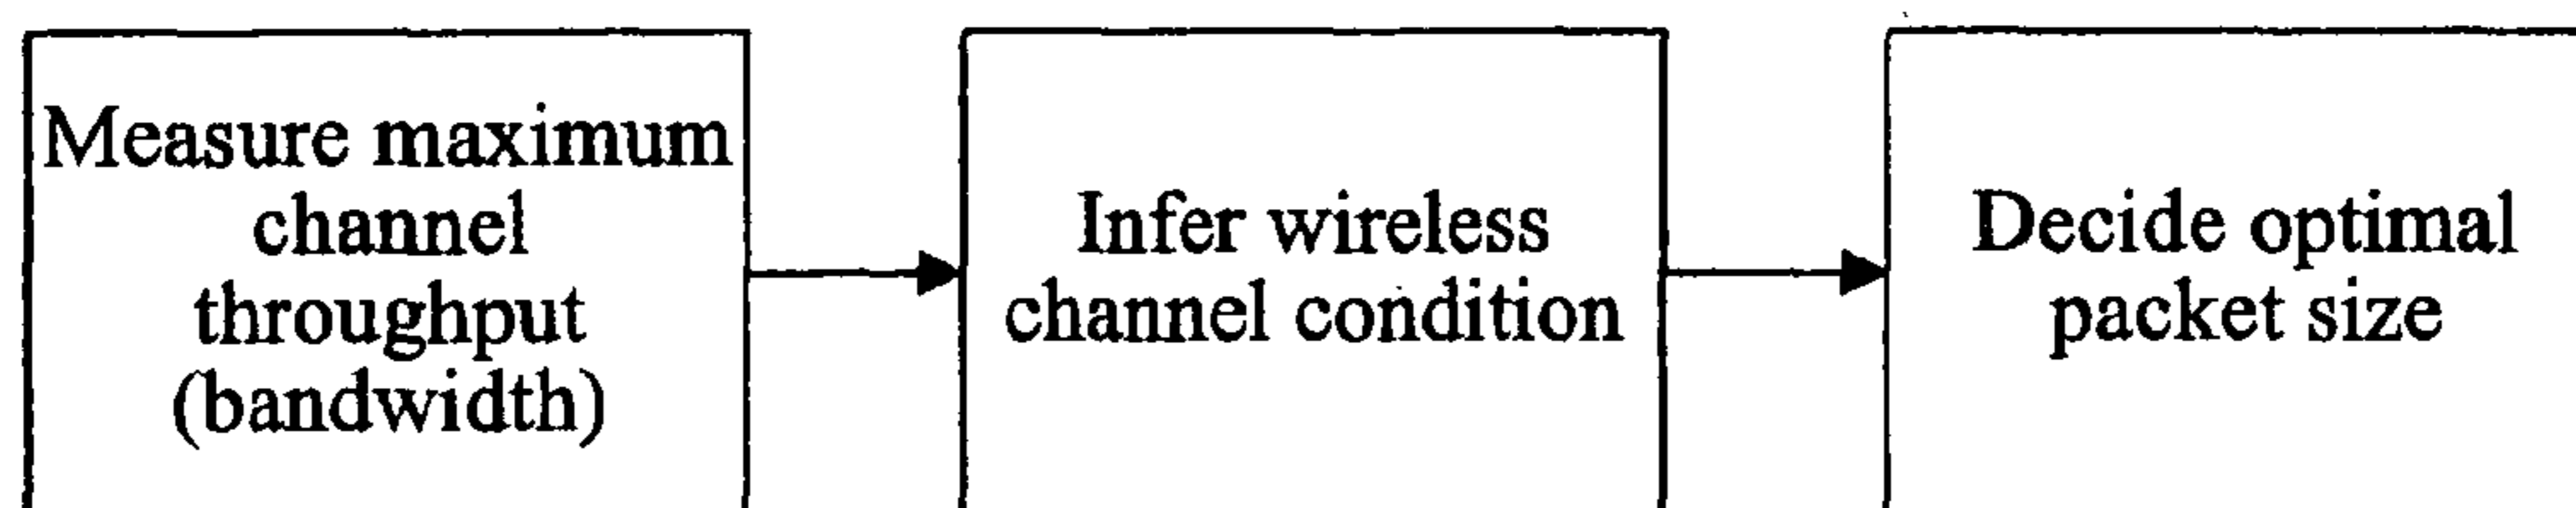 Measure maximum
channel
throughput
(bandwidth)
Infer wireless
channel condition
Decide optimal
packet size